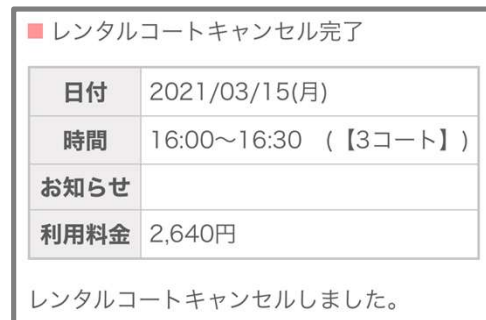 レンタルコートキャンセル完了
日付 2021/03/15(月)
時間 16:00〜16:30 (【3コート】)
お知らせ
利用料金 2,640円
レンタルコートキャンセルしました。